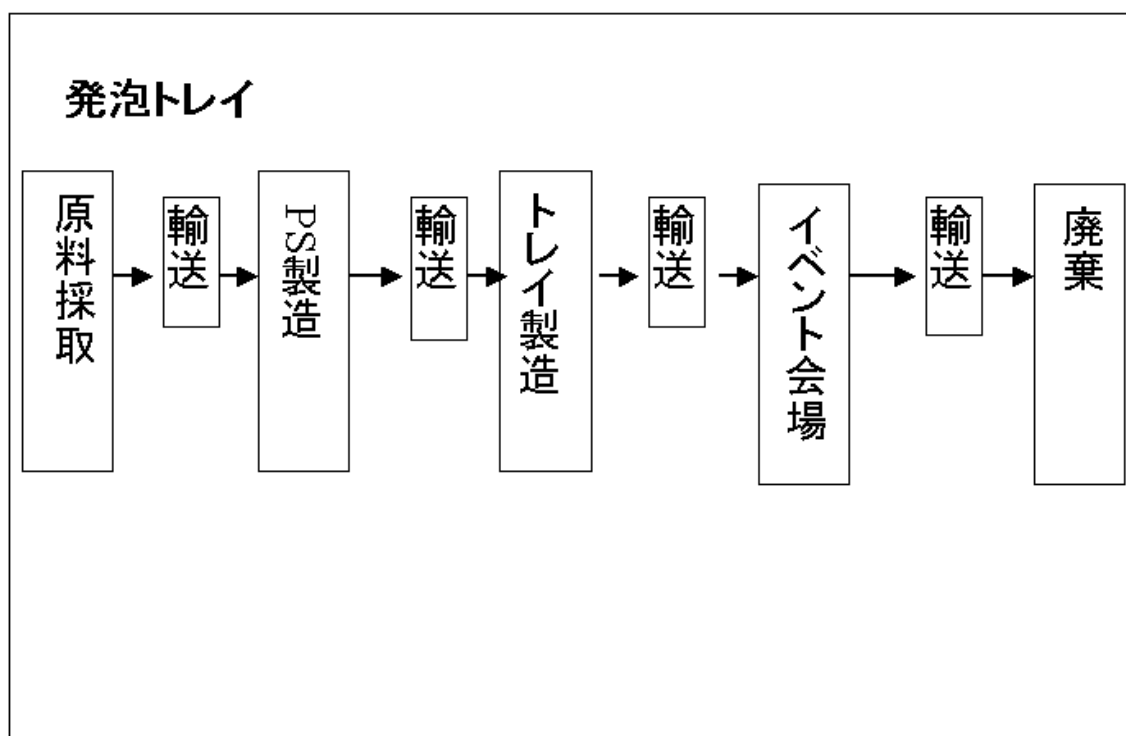 発泡トレイ
原料採取
輸送
PS製造
輸送
トレイ製造
輸送
イベント会場
輸送
廃棄